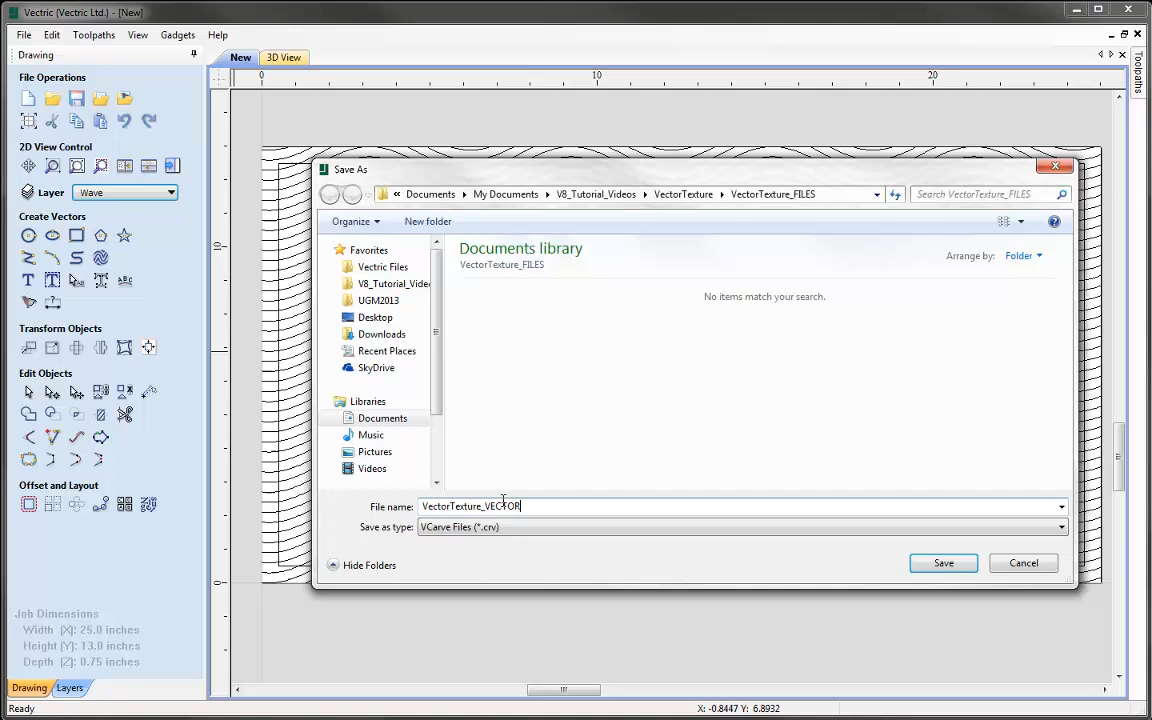 Vectric {Vectric Ltd.} - [New]
File Edit Toolpaths View Gadgets Help
Drawing
New 3D View
Toolpaths
File Operations
0 10 20
2D View Control
Layer Wave
Create Vectors
10
0
Transform Objects
Edit Objects
Offset and Layout
Job Dimensions
Width (X): 25.0 inches
Height (Y): 13.0 inches
Depth (Z): 0.75 inches
Drawing Layers
Ready
X: -0.8447 Y: 6.8932
Save As
« Documents My Documents V8_Tutorial_Videos VectorTexture VectorTexture_FILES
Search VectorTexture_FILES
Organize New folder
Favorites
Vectric Files
V8_Tutorial_Vide
UGM2013
Desktop
Downloads
Recent Places
SkyDrive
Libraries
Documents
Music
Pictures
Videos
Documents library
VectorTexture_FILES
Arrange by: Folder
No items match your search.
File name: VectorTexture_VECTOR
Save as type: VCarve Files (*.crv)
Hide Folders
Save Cancel